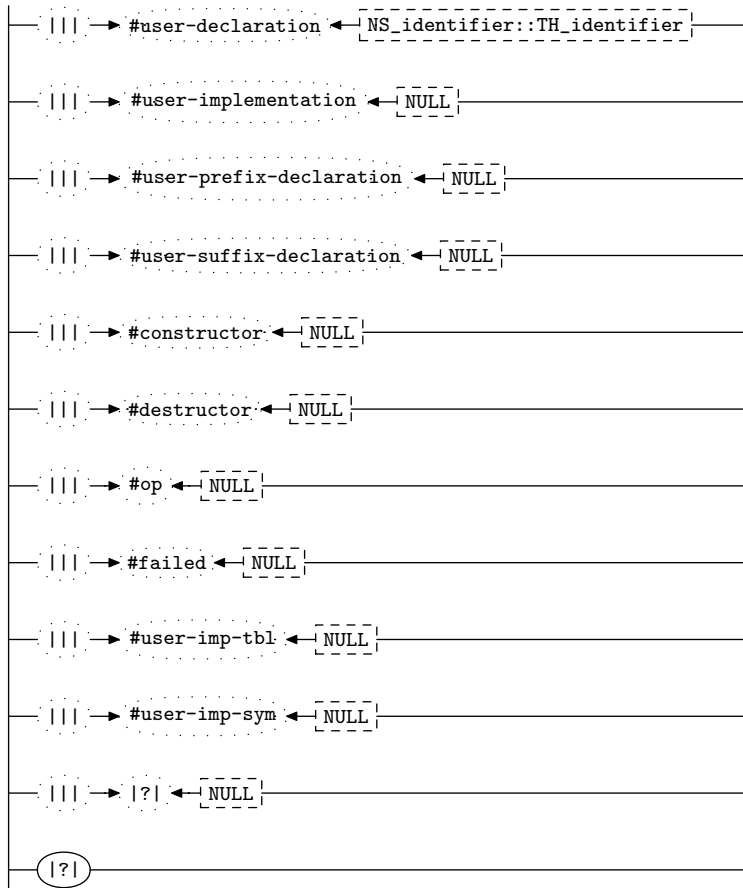 ||| #user-declaration NS_identifier::TH_identifier
||| #user-implementation NULL
||| #user-prefix-declaration NULL
||| #user-suffix-declaration NULL
||| #constructor NULL
||| #destructor NULL
||| #op NULL
||| #failed NULL
||| #user-imp-tbl NULL
||| #user-imp-sym NULL
||| |?| NULL
|?|